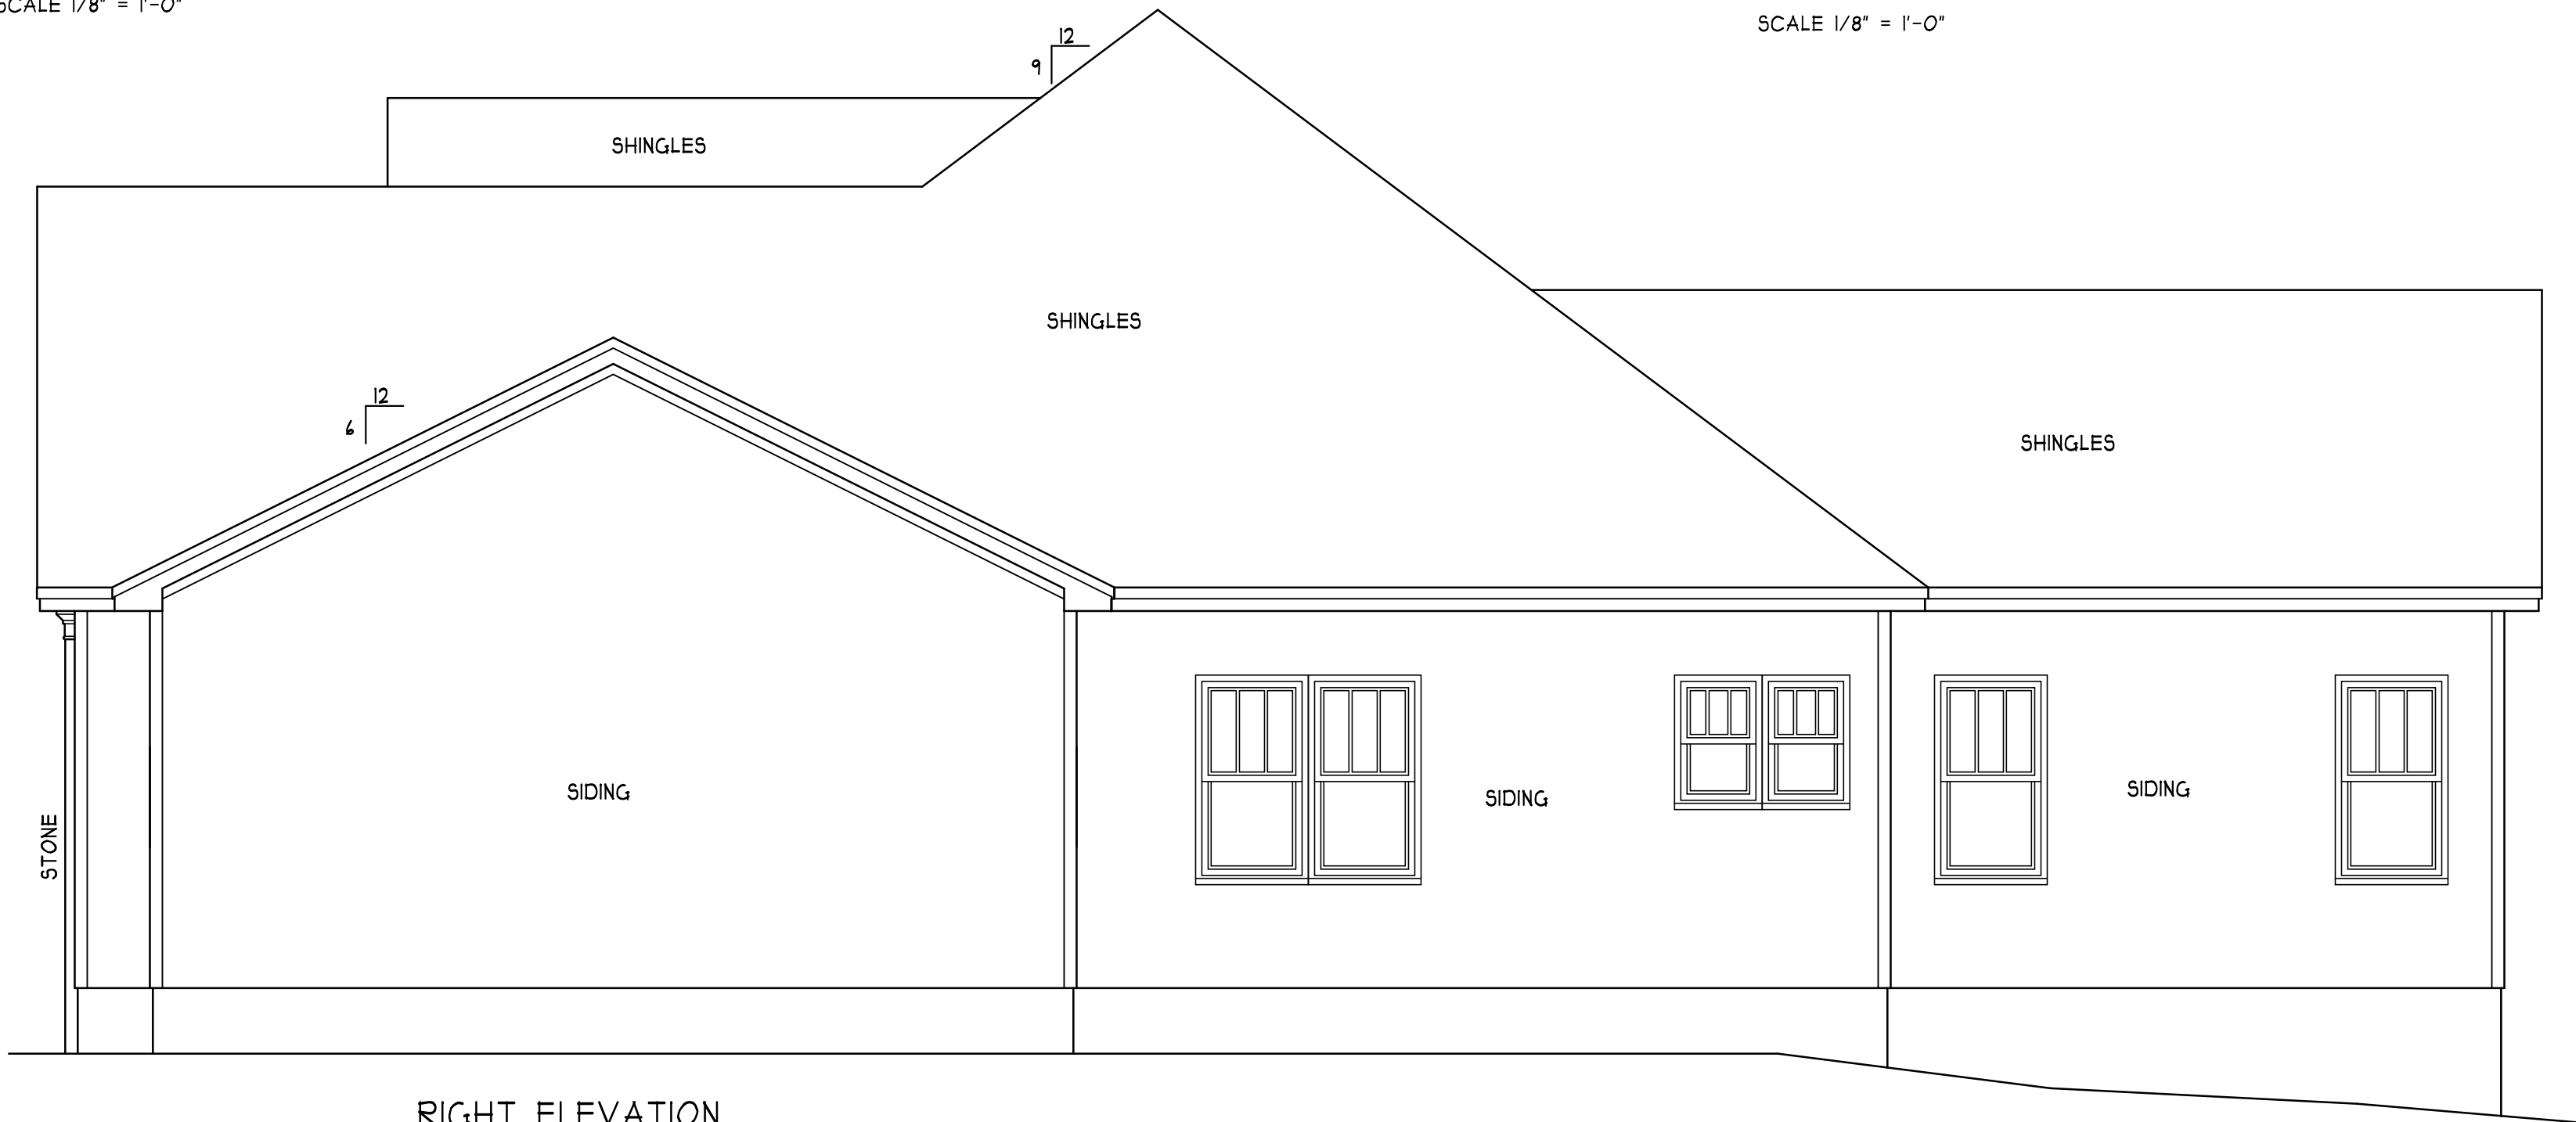 SCALE 1/8" = 1'-0"
SCALE 1/8" = 1'-0"
12
9
SHINGLES
SHINGLES
12
6
SHINGLES
SIDING
SIDING
SIDING
STONE
RIGHT ELEVATION